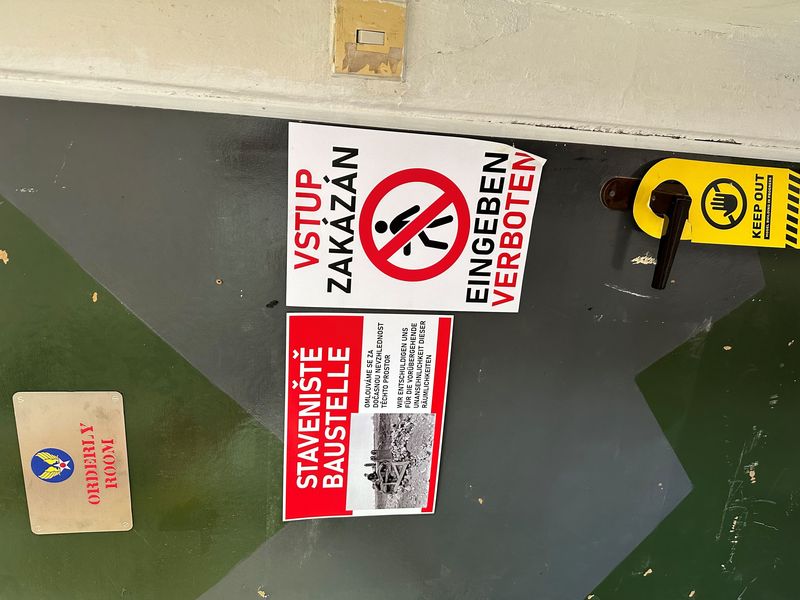 VSTUP
ZAKÁZÁN
EINGEBEN
VERBOTEN
STAVENIŠTĚ
BAUSTELLE
OMLOUVÁME SE ZA
DOČASNOU NEVZHLEDNOST
TĚCHTO PROSTOR
WIR ENTSCHULDIGEN UNS
FÜR DIE VORÜBERGEHENDE
UNANSEHNLICHKEIT DIESER
RÄUMLICHKEITEN
KEEP OUT
ORDERLY
ROOM